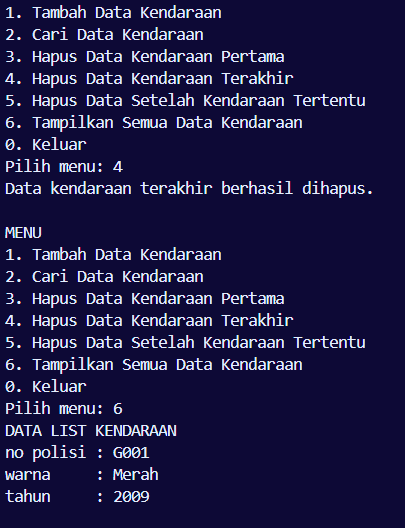 1. Tambah Data Kendaraan
2. Cari Data Kendaraan
3. Hapus Data Kendaraan Pertama
4. Hapus Data Kendaraan Terakhir
5. Hapus Data Setelah Kendaraan Tertentu
6. Tampilkan Semua Data Kendaraan
0. Keluar
Pilih menu: 4
Data kendaraan terakhir berhasil dihapus.

MENU
1. Tambah Data Kendaraan
2. Cari Data Kendaraan
3. Hapus Data Kendaraan Pertama
4. Hapus Data Kendaraan Terakhir
5. Hapus Data Setelah Kendaraan Tertentu
6. Tampilkan Semua Data Kendaraan
0. Keluar
Pilih menu: 6
DATA LIST KENDARAAN
no polisi : G001
warna     : Merah
tahun     : 2009